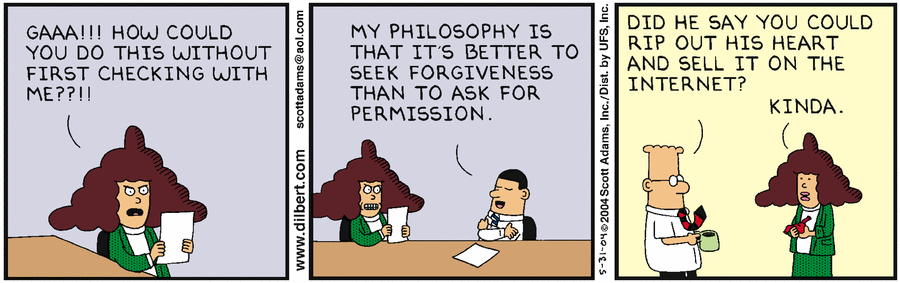 GAAA!!! HOW COULD
YOU DO THIS WITHOUT
FIRST CHECKING WITH
ME??!!
www.dilbert.com scottadams@aol.com
MY PHILOSOPHY IS
THAT IT'S BETTER TO
SEEK FORGIVENESS
THAN TO ASK FOR
PERMISSION.
5-31-04 ©2004 Scott Adams, Inc./Dist. by UFS, Inc.
DID HE SAY YOU COULD
RIP OUT HIS HEART
AND SELL IT ON THE
INTERNET?
KINDA.